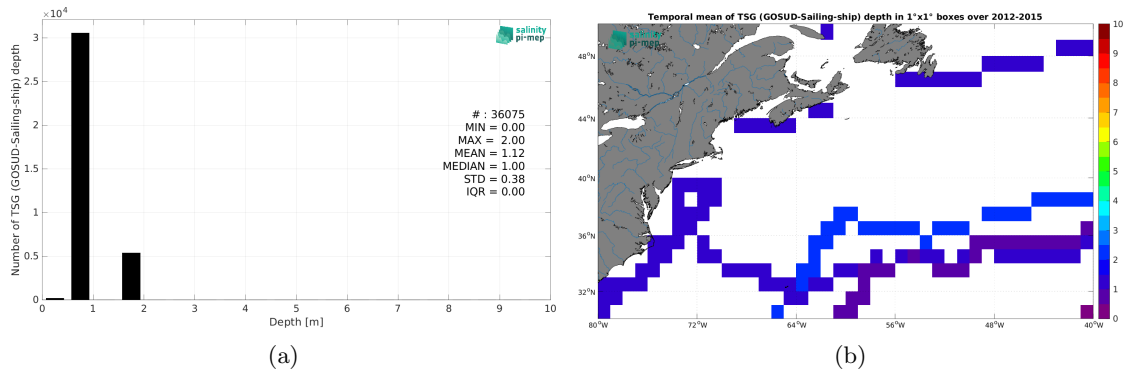 ×10⁴
3
2.5
2
1.5
1
0.5
0
Number of TSG (GOSUD-Sailing-ship) depth
salinity
pi-mep
# : 36075
MIN = 0.00
MAX = 2.00
MEAN = 1.12
MEDIAN = 1.00
STD = 0.38
IQR = 0.00
0 1 2 3 4 5 6 7 8 9 10
Depth [m]
(a)
Temporal mean of TSG (GOSUD-Sailing-ship) depth in 1°x1° boxes over 2012-2015
salinity
pi-mep
48°N
44°N
40°N
36°N
32°N
80°W 72°W 64°W 56°W 48°W 40°W
10
9
8
7
6
5
4
3
2
1
0
(b)